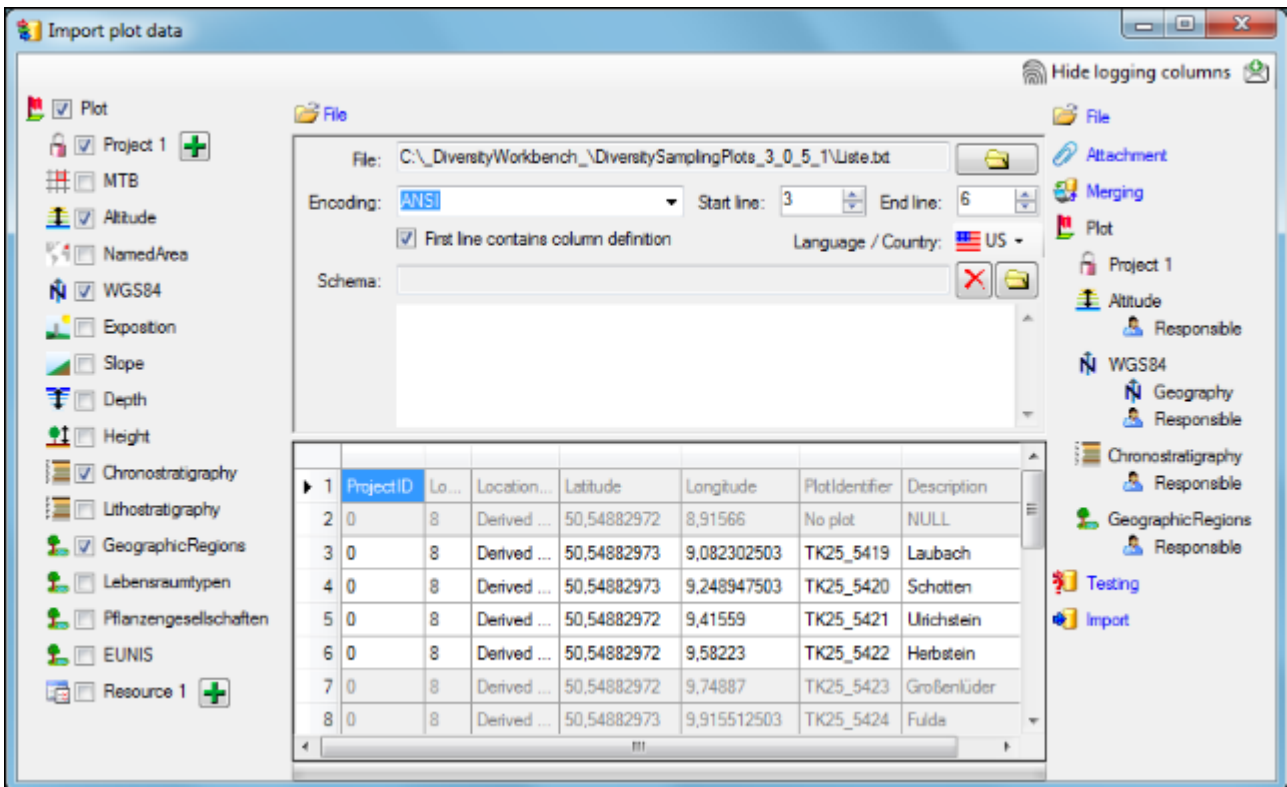 Import plot data
Hide logging columns
Plot
Project 1
MTB
Altitude
NamedArea
WGS84
Exposition
Slope
Depth
Height
Chronostratigraphy
Lithostratigraphy
GeographicRegions
Lebensraumtypen
Pflanzengesellschaften
EUNIS
Resource 1
File
File: C:\_DiversityWorkbench_\DiversitySamplingPlots_3_0_5_1\Liste.txt
Encoding: ANSI Start line: 3 End line: 6
First line contains column definition Language / Country: US
Schema:
1 ProjectID Lo... Location... Latitude Longitude PlotIdentifier Description
2 0 8 Derived ... 50,54882972 8,91566 No plot NULL
3 0 8 Derived ... 50,54882973 9,082302503 TK25_5419 Laubach
4 0 8 Derived ... 50,54882973 9,248947503 TK25_5420 Schotten
5 0 8 Derived ... 50,54882972 9,41559 TK25_5421 Ulrichstein
6 0 8 Derived ... 50,54882972 9,58223 TK25_5422 Herbstein
7 0 8 Derived ... 50,54882972 9,74887 TK25_5423 Großenlüder
8 0 8 Derived ... 50,54882973 9,915512503 TK25_5424 Fulda
File
Attachment
Merging
Plot
Project 1
Altitude
Responsible
WGS84
Geography
Responsible
Chronostratigraphy
Responsible
GeographicRegions
Responsible
Testing
Import